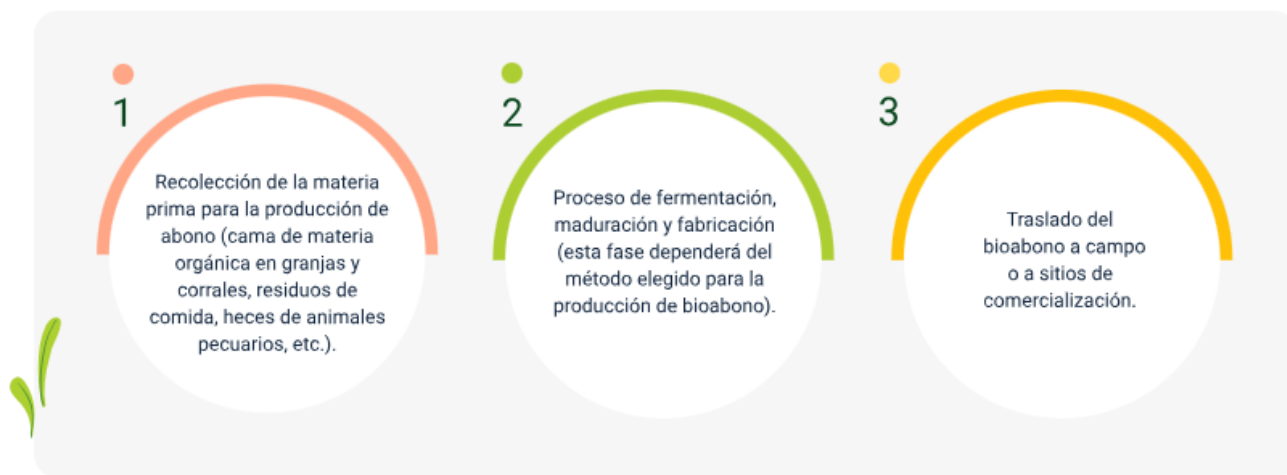 1
Recolección de la materia
prima para la producción de
abono (cama de materia
orgánica en granjas y
corrales, residuos de
comida, heces de animales
pecuarios, etc.).
2
Proceso de fermentación,
maduración y fabricación
(esta fase dependerá del
método elegido para la
producción de bioabono).
3
Traslado del
bioabono a campo
o a sitios de
comercialización.